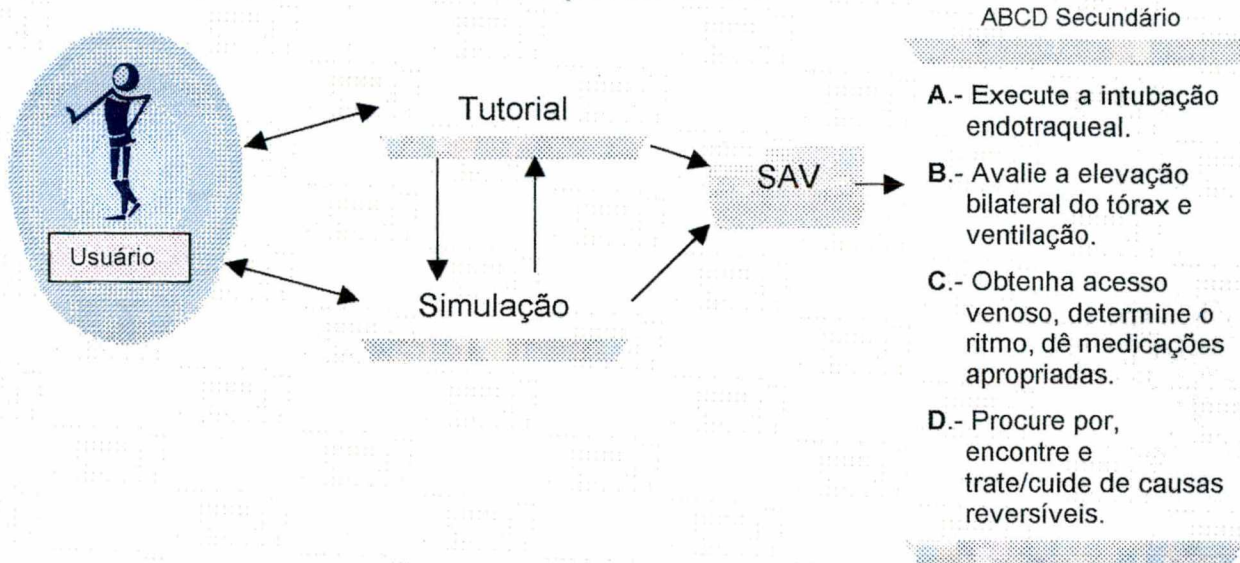 Usuário
Tutorial
Simulação
SAV
ABCD Secundário
A.- Execute a intubação
endotraqueal.
B.- Avalie a elevação
bilateral do tórax e
ventilação.
C.- Obtenha acesso
venoso, determine o
ritmo, dê medicações
apropriadas.
D.- Procure por,
encontre e
trate/cuide de causas
reversíveis.